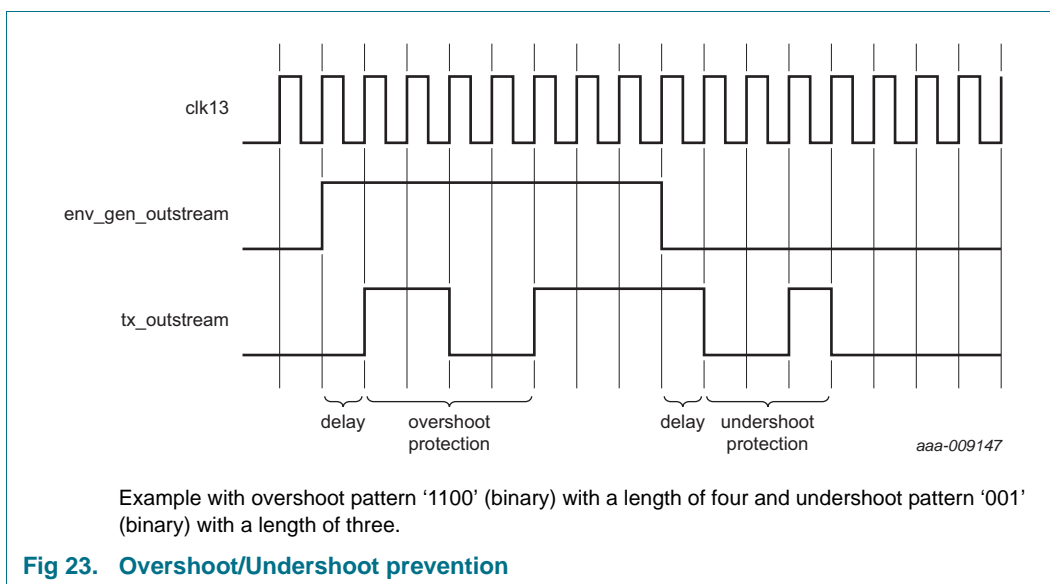 clk13
env_gen_outstream
tx_outstream
delay
overshoot
protection
delay
undershoot
protection
aaa-009147
Example with overshoot pattern ‘1100’ (binary) with a length of four and undershoot pattern ‘001’
(binary) with a length of three.
Fig 23. Overshoot/Undershoot prevention